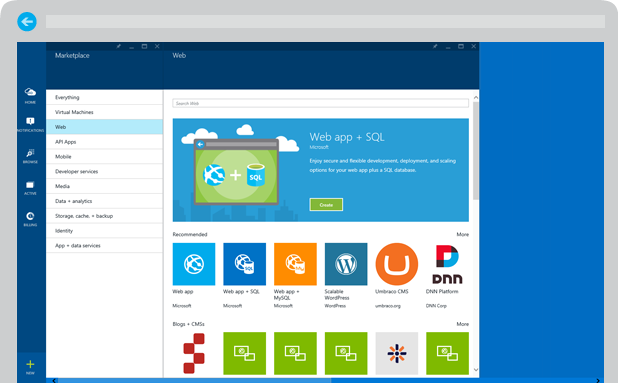 Marketplace
Web
HOME
NOTIFICATIONS
BROWSE
ACTIVE
BILLING
NEW
Everything
Virtual Machines
Web
API Apps
Mobile
Developer services
Media
Data + analytics
Storage, cache, + backup
Identity
App + data services
Search Web
SQL
Web app + SQL
Microsoft
Enjoy secure and flexible development, deployment, and scaling
options for your web app plus a SQL database.
Create
Recommended
More
SQL
DNN
Web app
Web app + SQL
Web app +
MySQL
Scalable
WordPress
Umbraco CMS
DNN Platform
Microsoft
Microsoft
Microsoft
WordPress
umbraco.org
DNN Corp
Blogs + CMSs
More